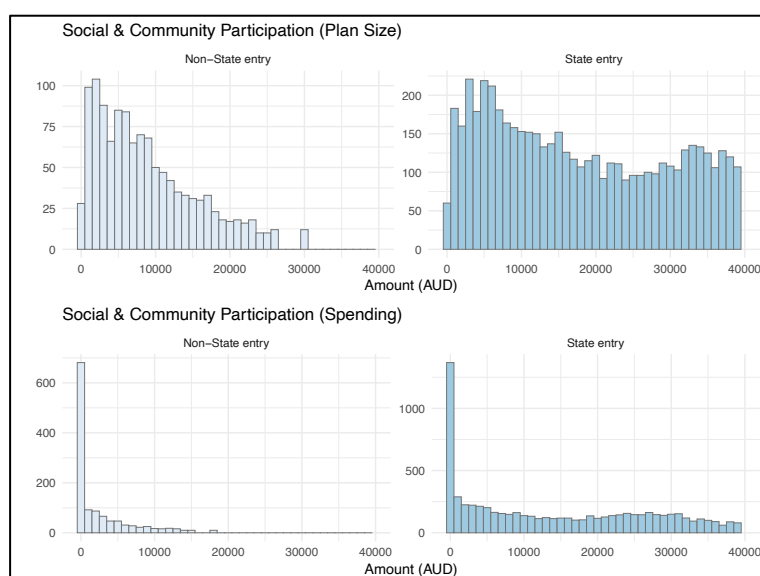 Social & Community Participation (Plan Size)
Non-State entry
State entry
100
75
50
25
0
200
150
100
50
0
0 10000 20000 30000 40000
0 10000 20000 30000 40000
Amount (AUD)
Social & Community Participation (Spending)
Non-State entry
State entry
600
400
200
0
1000
500
0
0 10000 20000 30000 40000
0 10000 20000 30000 40000
Amount (AUD)